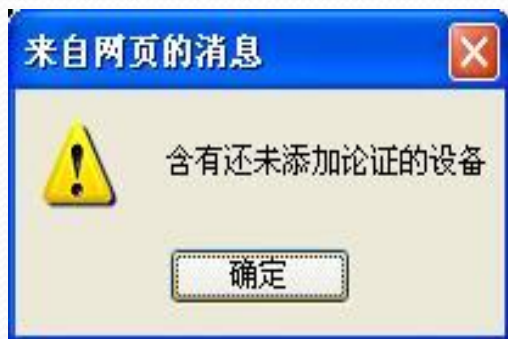 来自网页的消息
含有还未添加论证的设备
确定